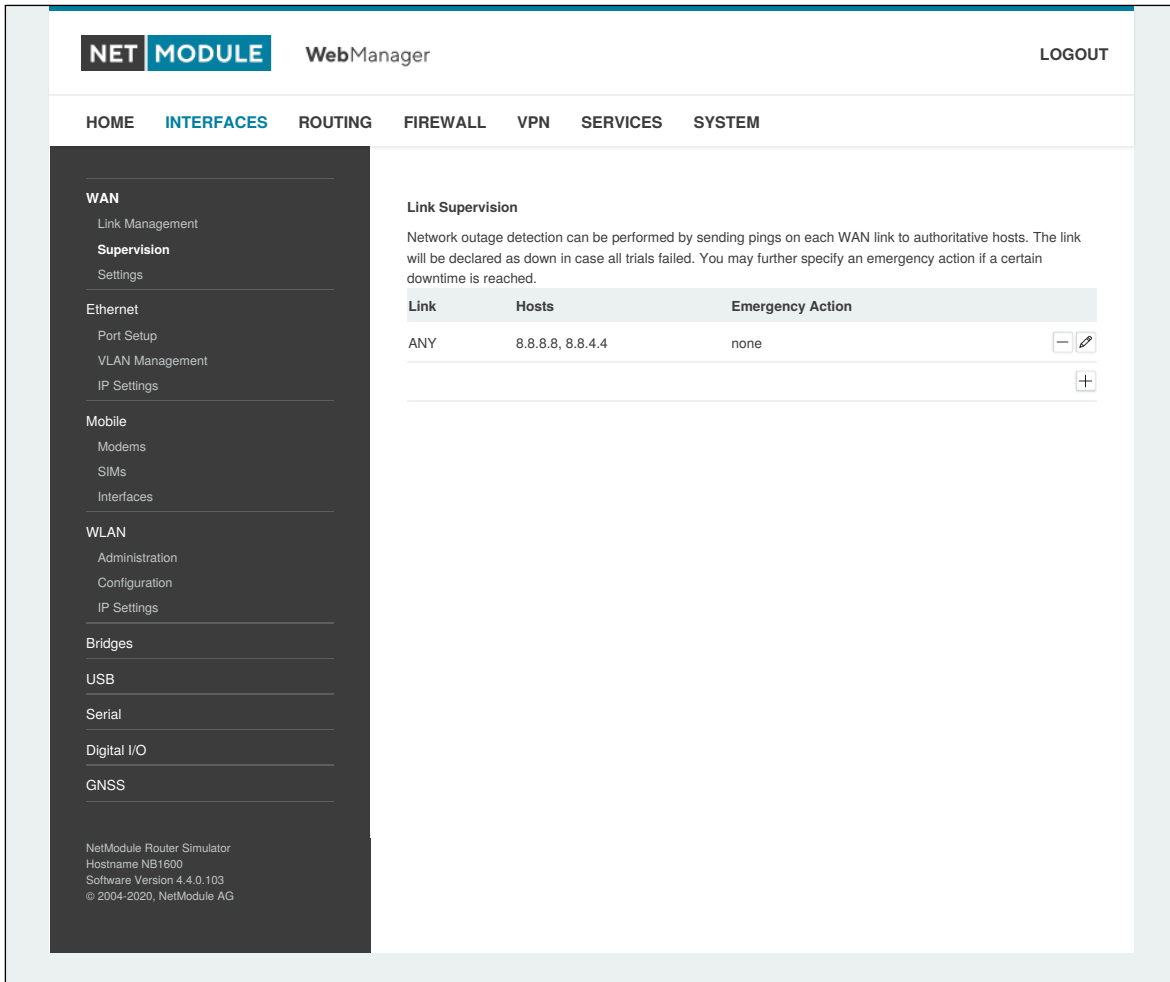 NET MODULE WebManager LOGOUT
HOME INTERFACES ROUTING FIREWALL VPN SERVICES SYSTEM
WAN
Link Management
Supervision
Settings
Ethernet
Port Setup
VLAN Management
IP Settings
Mobile
Modems
SIMs
Interfaces
WLAN
Administration
Configuration
IP Settings
Bridges
USB
Serial
Digital I/O
GNSS
NetModule Router Simulator
Hostname NB1600
Software Version 4.4.0.103
© 2004-2020, NetModule AG
Link Supervision
Network outage detection can be performed by sending pings on each WAN link to authoritative hosts. The link
will be declared as down in case all trials failed. You may further specify an emergency action if a certain
downtime is reached.
Link Hosts Emergency Action
ANY 8.8.8.8, 8.8.4.4 none